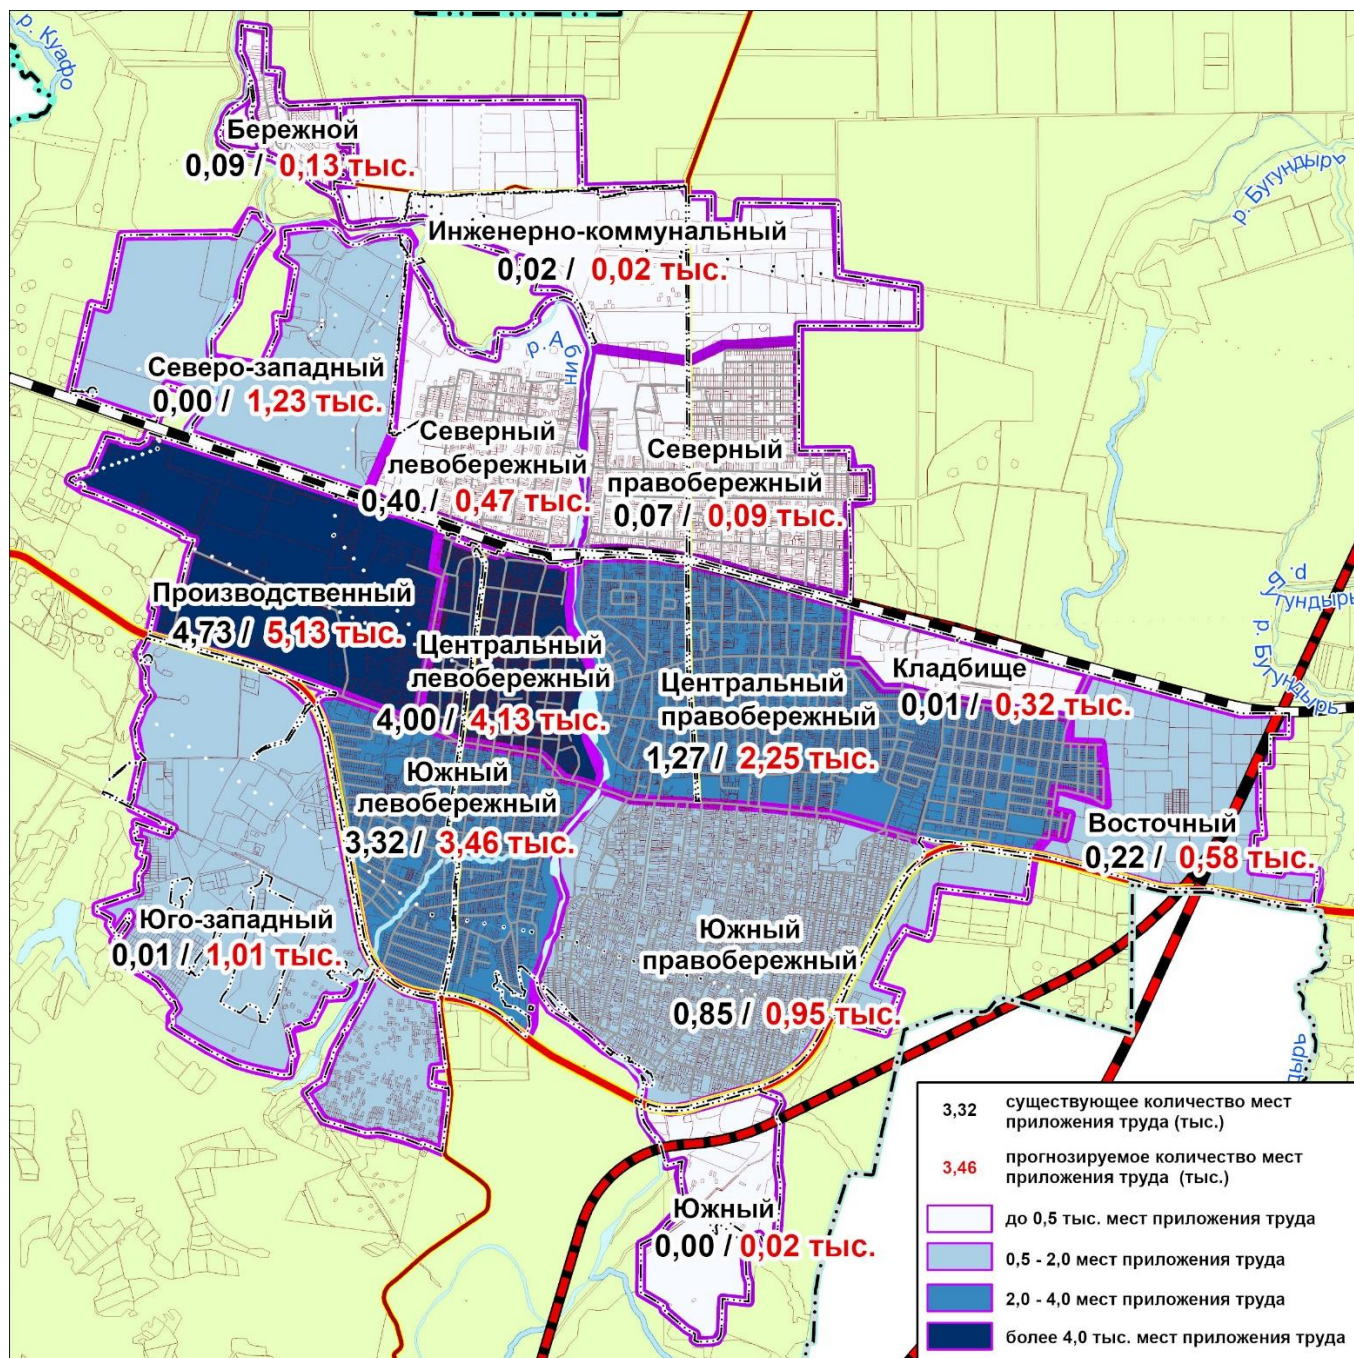 р. Куафо
Бережной
0,09 / 0,13 тыс.
р. Бугундырь
Инженерно-коммунальный
0,02 / 0,02 тыс.
р. Абин
Северо-западный
0,00 / 1,23 тыс.
Северный
левобережный
0,40 / 0,47 тыс.
Северный
правобережный
0,07 / 0,09 тыс.
р.
Бугундырь
р. Бугундырь
Производственный
4,73 / 5,13 тыс.
Центральный
левобережный
4,00 / 4,13 тыс.
Центральный
правобережный
1,27 / 2,25 тыс.
Кладбище
0,01 / 0,32 тыс.
Южный
левобережный
3,32 / 3,46 тыс.
Восточный
0,22 / 0,58 тыс.
Юго-западный
0,01 / 1,01 тыс.
Южный
правобережный
0,85 / 0,95 тыс.
Южный
0,00 / 0,02 тыс.
3,32 существующее количество мест
приложения труда (тыс.)
3,46 прогнозируемое количество мест
приложения труда (тыс.)
до 0,5 тыс. мест приложения труда
0,5 - 2,0 мест приложения труда
2,0 - 4,0 мест приложения труда
более 4,0 тыс. мест приложения труда